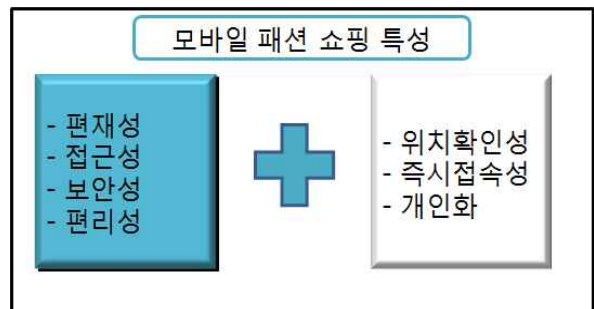 모바일 패션 쇼핑 특성
- 편재성
- 접근성
- 보안성
- 편리성
- 위치확인성
- 즉시접속성
- 개인화